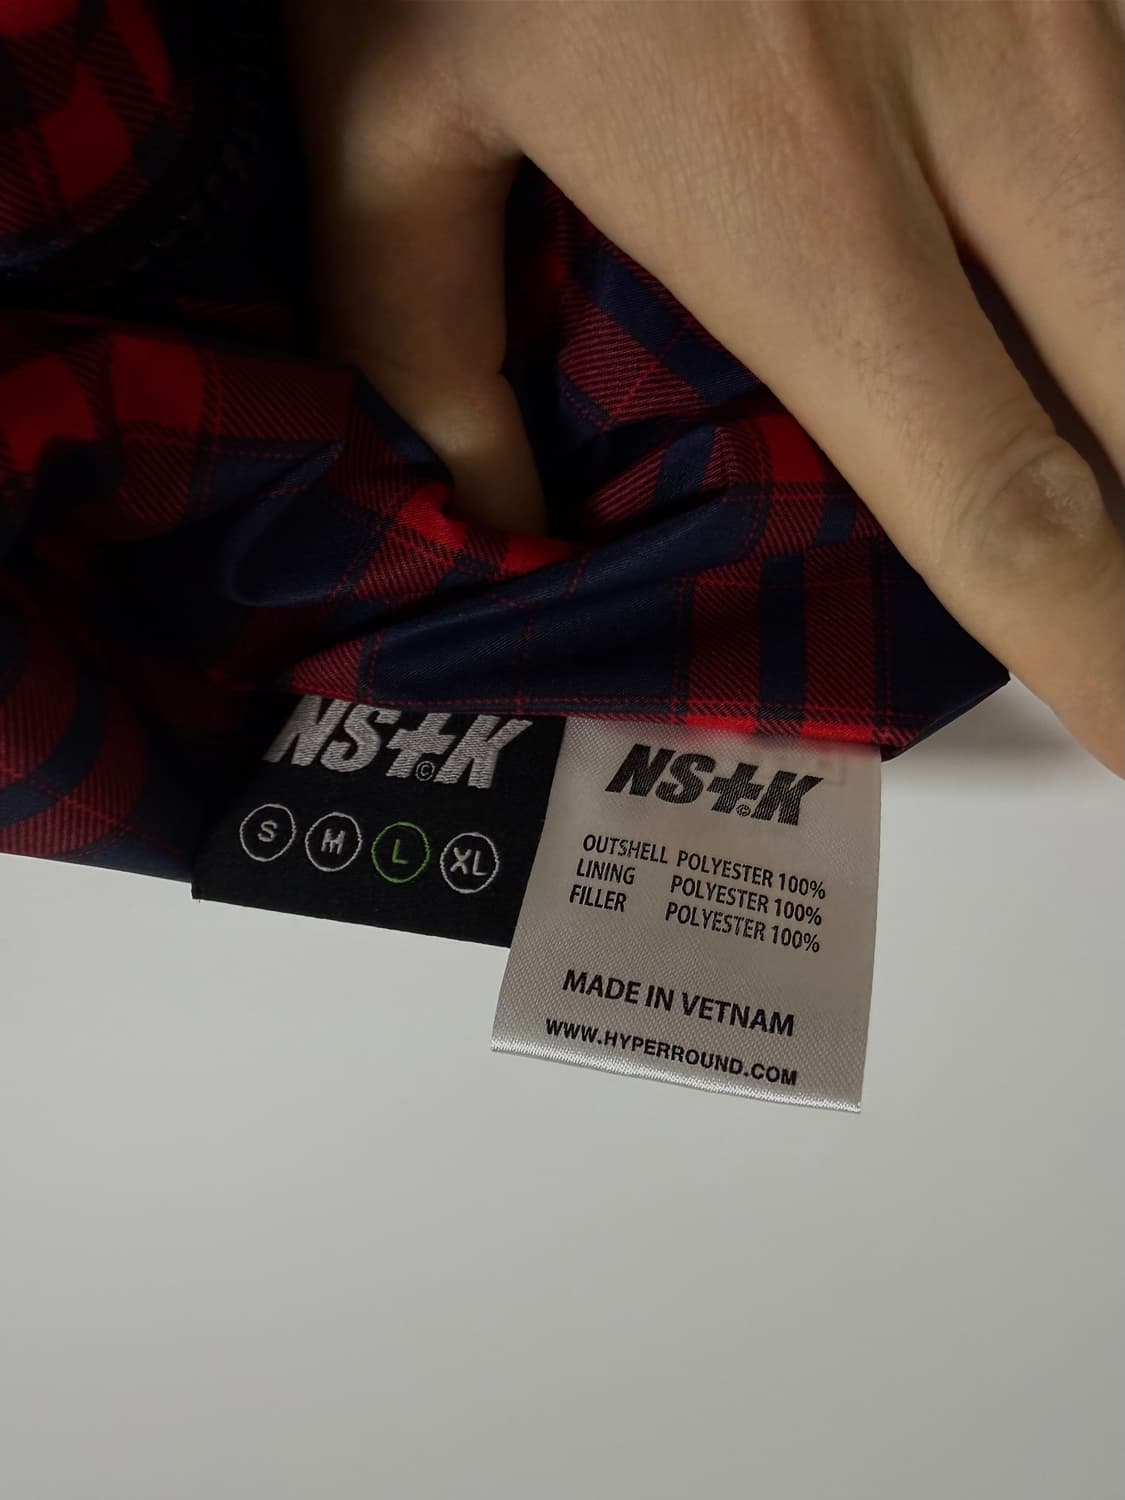 NS+K
©
S M L XL
NS+K
©
OUTSHELL POLYESTER 100%
LINING POLYESTER 100%
FILLER POLYESTER 100%
MADE IN VETNAM
WWW.HYPERROUND.COM